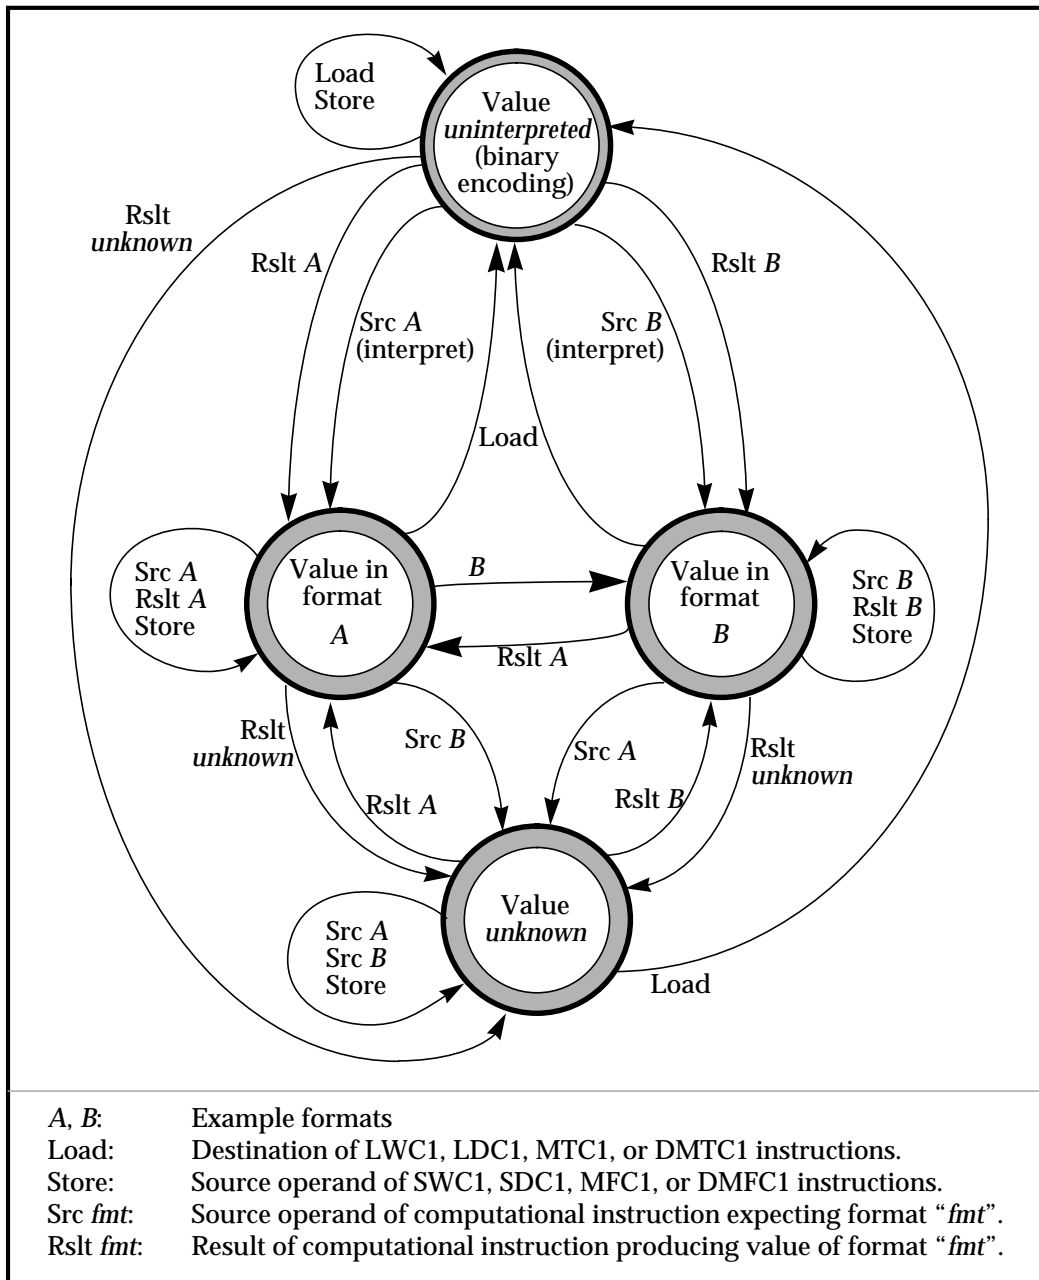 Load
Store
Value
uninterpreted
(binary
encoding)
Rslt
unknown
Rslt A
Rslt B
Src A
(interpret)
Src B
(interpret)
Load
Src A
Rslt A
Store
Value in
format
A
B
Rslt A
Value in
format
B
Src B
Rslt B
Store
Rslt
unknown
Src B
Rslt A
Src A
Rslt B
Rslt
unknown
Src A
Src B
Store
Value
unknown
Load
A, B: Example formats
Load: Destination of LWC1, LDC1, MTC1, or DMTC1 instructions.
Store: Source operand of SWC1, SDC1, MFC1, or DMFC1 instructions.
Src fmt: Source operand of computational instruction expecting format “fmt”.
Rslt fmt: Result of computational instruction producing value of format “fmt”.